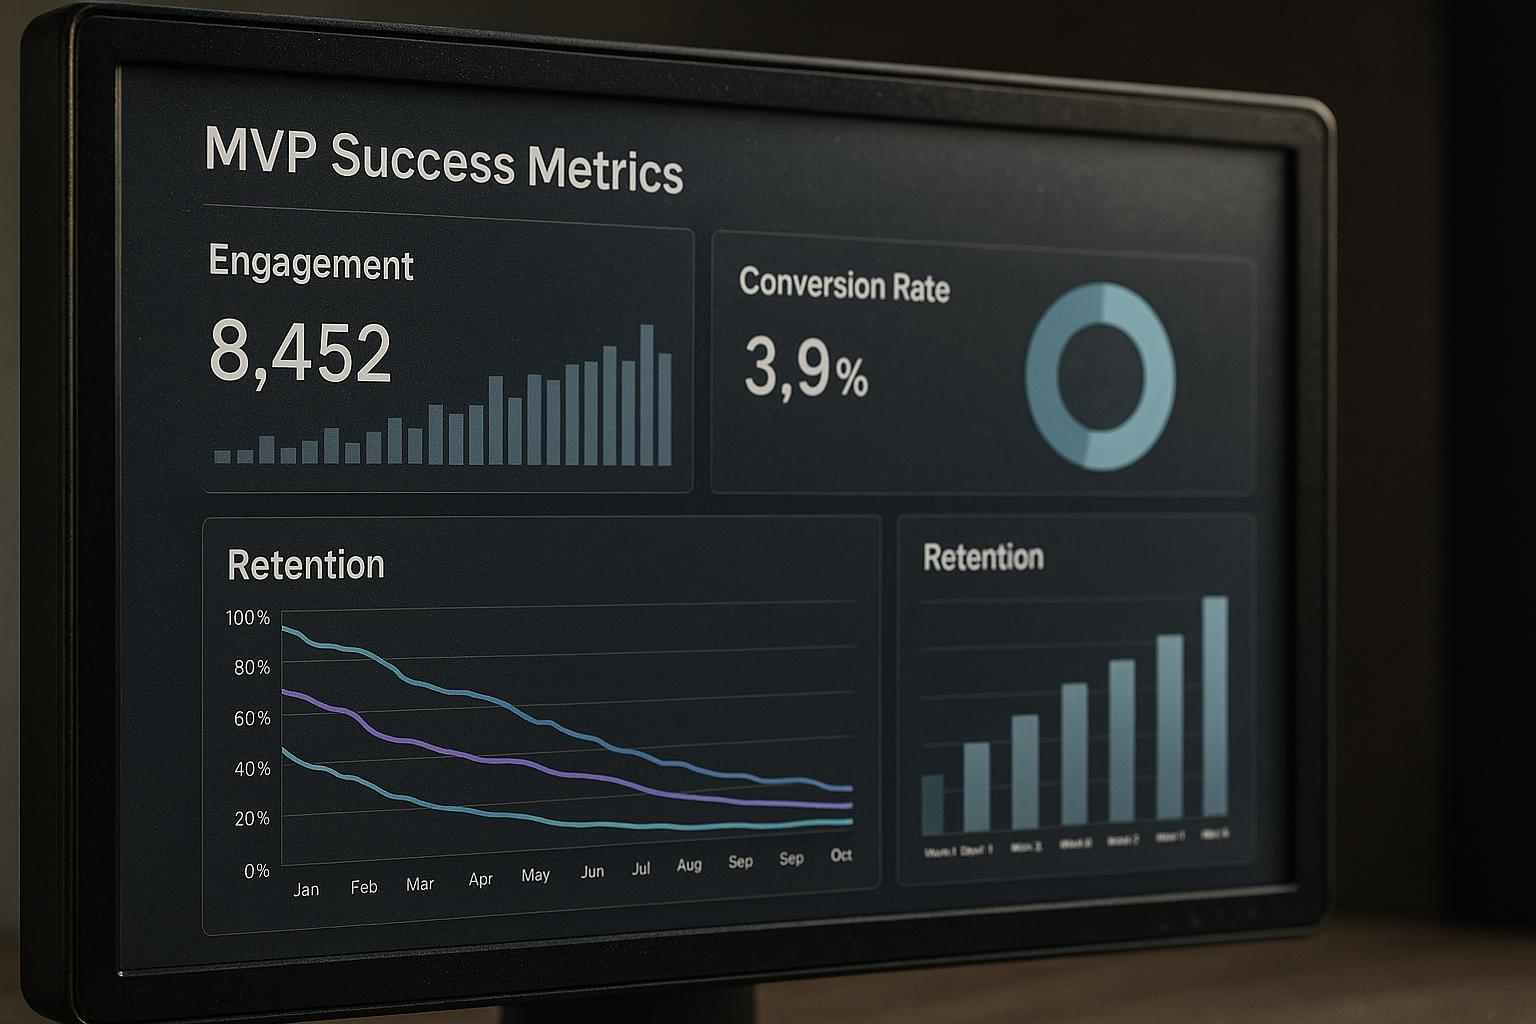 MVP Success Metrics
Engagement
8,452
Conversion Rate
3,9%
Retention
100%
80%
60%
40%
20%
0%
Jan Feb Mar Apr May Jun Jul Aug Sep Sep Oct
Retention